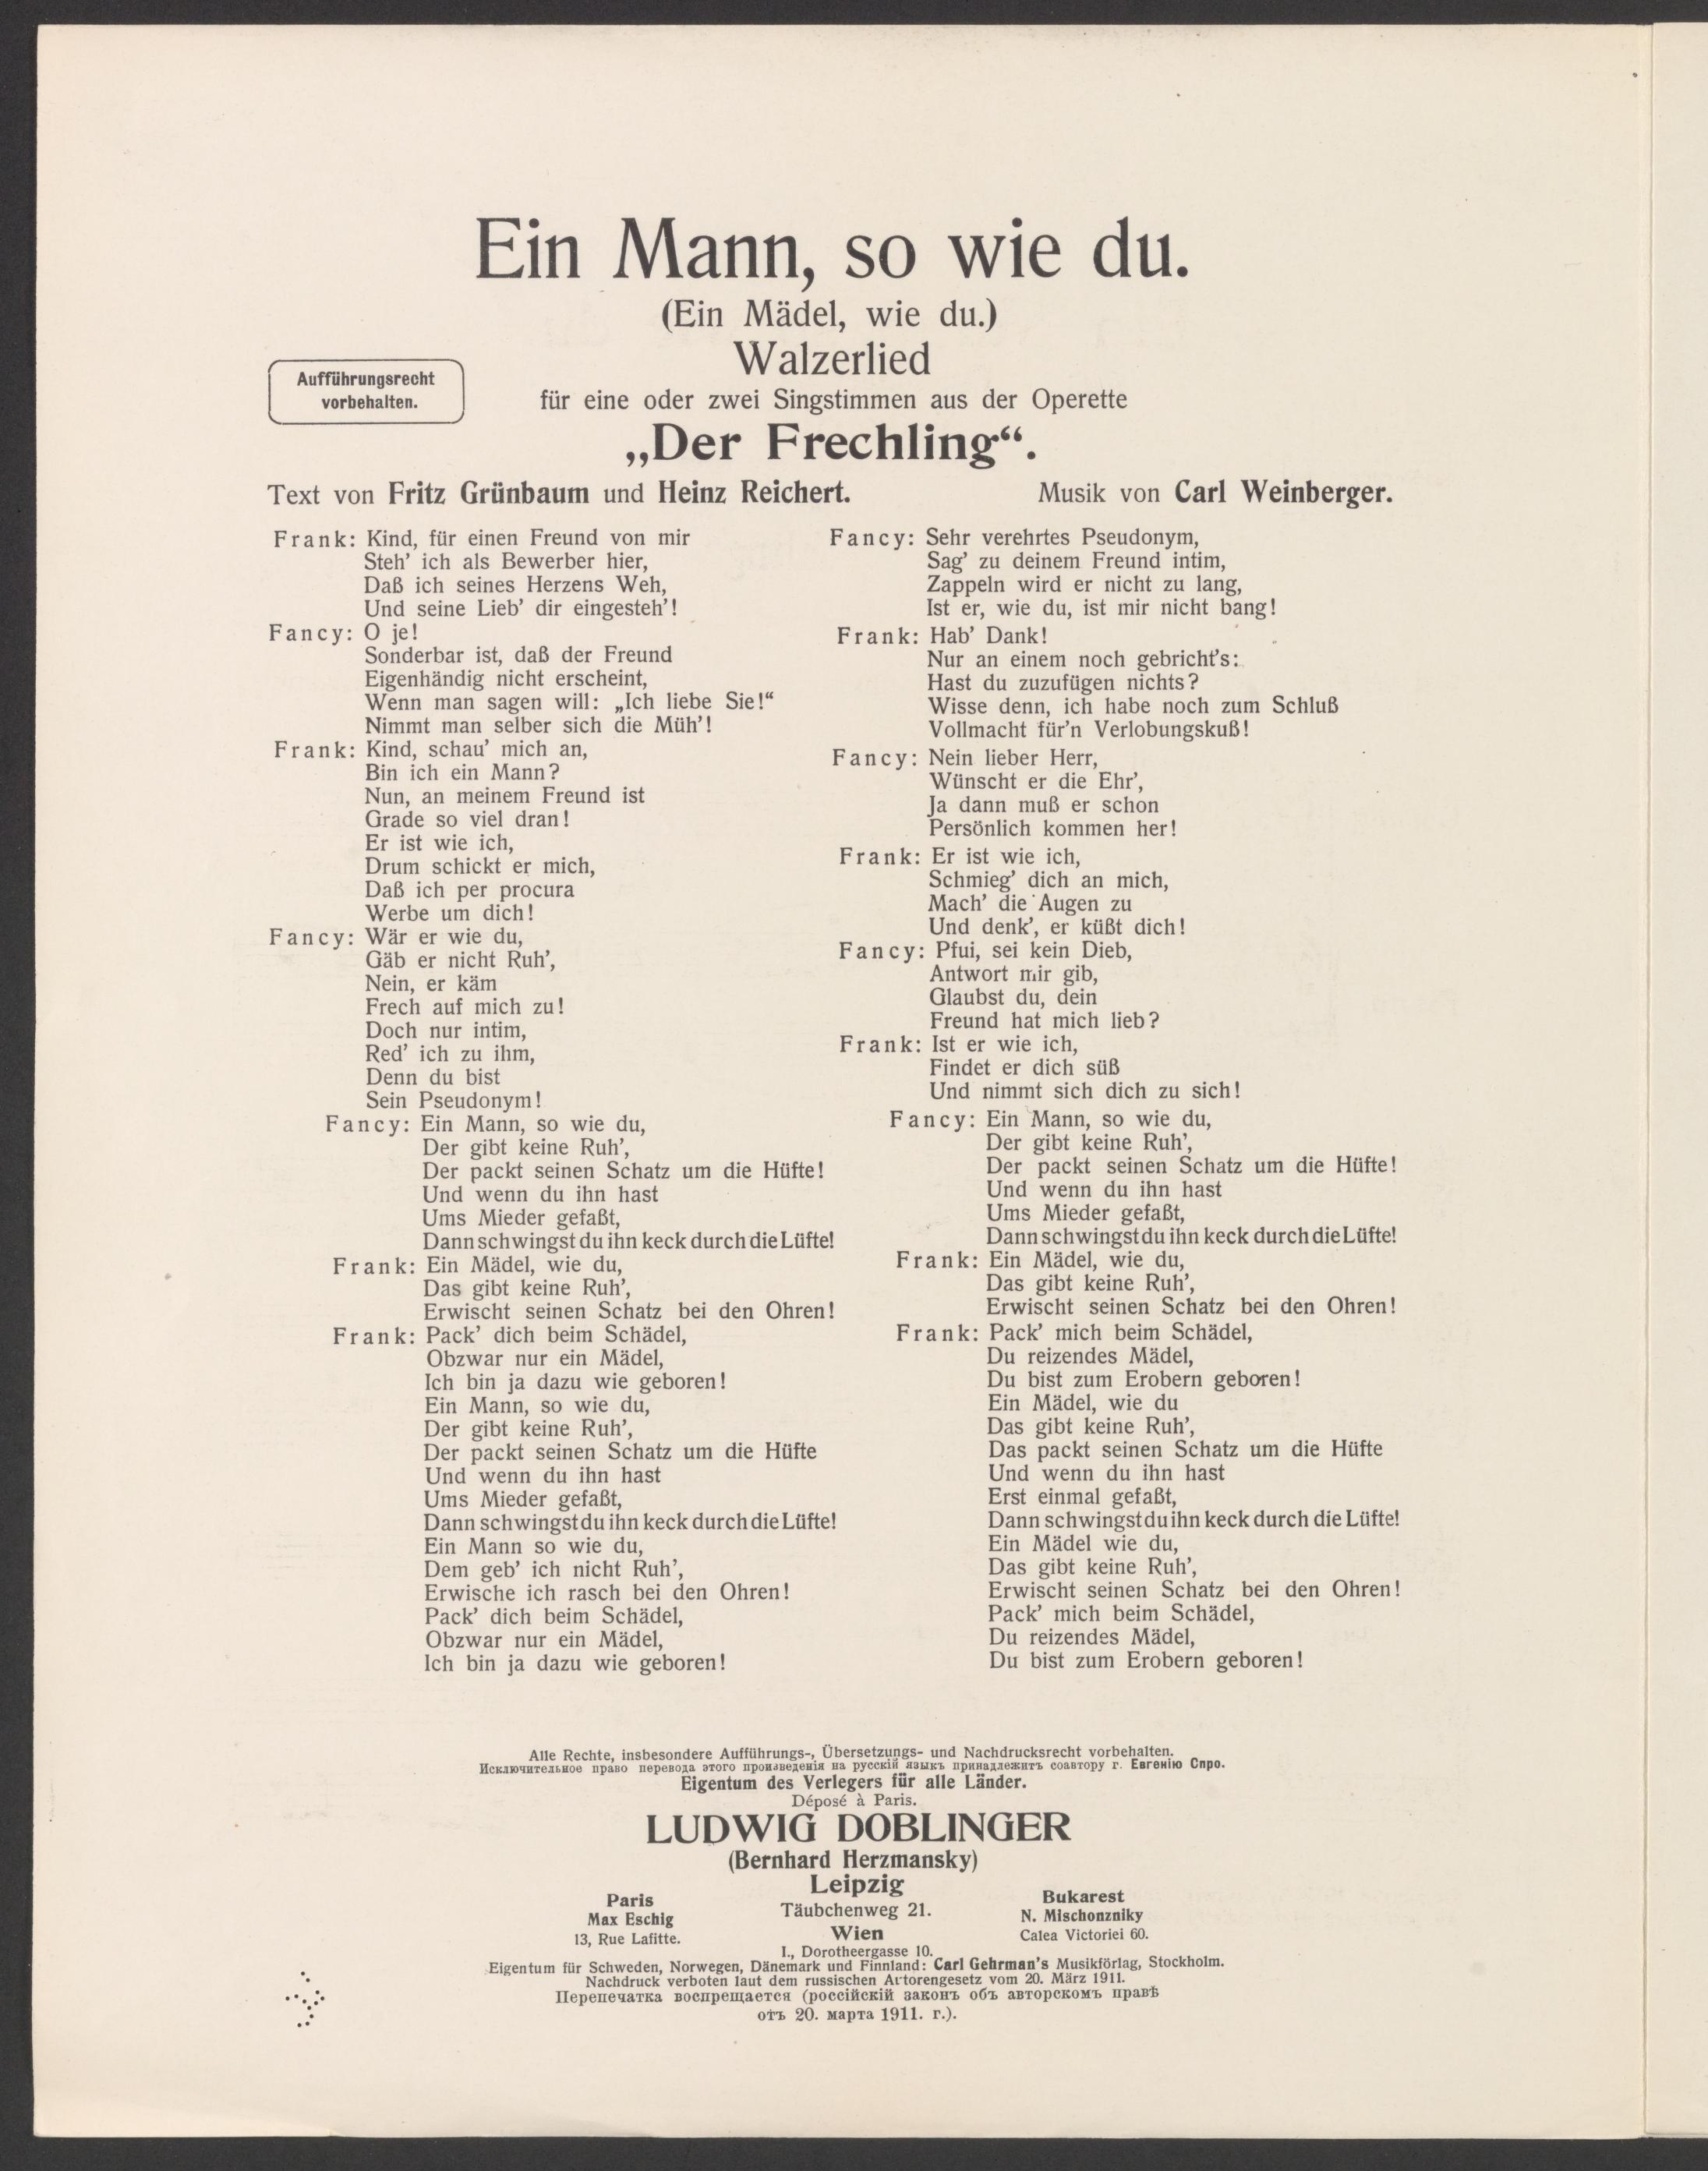 Ein Mann, so wie du.
(Ein Mädel, wie du.)
Walzerlied
Aufführungsrecht
vorbehalten.
für eine oder zwei Singstimmen aus der Operette
„Der Frechling“.
Text von Fritz Grünbaum und Heinz Reichert.
Musik von Carl Weinberger.
Frank: Kind, für einen Freund von mir
Steh’ ich als Bewerber hier,
Daß ich seines Herzens Weh,
Und seine Lieb’ dir eingesteh’!
Fancy: O je!
Sonderbar ist, daß der Freund
Eigenhändig nicht erscheint,
Wenn man sagen will: „Ich liebe Sie!“
Nimmt man selber sich die Müh’!
Frank: Kind, schau’ mich an,
Bin ich ein Mann?
Nun, an meinem Freund ist
Grade so viel dran!
Er ist wie ich,
Drum schickt er mich,
Daß ich per procura
Werbe um dich!
Fancy: Wär er wie du,
Gäb er nicht Ruh’,
Nein, er käm
Frech auf mich zu!
Doch nur intim,
Red’ ich zu ihm,
Denn du bist
Sein Pseudonym!
Fancy: Ein Mann, so wie du,
Der gibt keine Ruh’,
Der packt seinen Schatz um die Hüfte!
Und wenn du ihn hast
Ums Mieder gefaßt,
Dann schwingst du ihn keck durch die Lüfte!
Frank: Ein Mädel, wie du,
Das gibt keine Ruh’,
Erwischt seinen Schatz bei den Ohren!
Frank: Pack’ dich beim Schädel,
Obzwar nur ein Mädel,
Ich bin ja dazu wie geboren!
Ein Mann, so wie du,
Der gibt keine Ruh’,
Der packt seinen Schatz um die Hüfte
Und wenn du ihn hast
Ums Mieder gefaßt,
Dann schwingst du ihn keck durch die Lüfte!
Ein Mann so wie du,
Dem geb’ ich nicht Ruh’,
Erwische ich rasch bei den Ohren!
Pack’ dich beim Schädel,
Obzwar nur ein Mädel,
Ich bin ja dazu wie geboren!
Fancy: Sehr verehrtes Pseudonym,
Sag’ zu deinem Freund intim,
Zappeln wird er nicht zu lang,
Ist er, wie du, ist mir nicht bang!
Frank: Hab’ Dank!
Nur an einem noch gebricht’s:
Hast du zuzufügen nichts?
Wisse denn, ich habe noch zum Schluß
Vollmacht für’n Verlobungskuß!
Fancy: Nein lieber Herr,
Wünscht er die Ehr’,
Ja dann muß er schon
Persönlich kommen her!
Frank: Er ist wie ich,
Schmieg’ dich an mich,
Mach’ die Augen zu
Und denk’, er küßt dich!
Fancy: Pfui, sei kein Dieb,
Antwort mir gib,
Glaubst du, dein
Freund hat mich lieb?
Frank: Ist er wie ich,
Findet er dich süß
Und nimmt sich dich zu sich!
Fancy: Ein Mann, so wie du,
Der gibt keine Ruh’,
Der packt seinen Schatz um die Hüfte!
Und wenn du ihn hast
Ums Mieder gefaßt,
Dann schwingst du ihn keck durch die Lüfte!
Frank: Ein Mädel, wie du,
Das gibt keine Ruh’,
Erwischt seinen Schatz bei den Ohren!
Frank: Pack’ mich beim Schädel,
Du reizendes Mädel,
Du bist zum Erobern geboren!
Ein Mädel, wie du
Das gibt keine Ruh’,
Das packt seinen Schatz um die Hüfte
Und wenn du ihn hast
Erst einmal gefaßt,
Dann schwingst du ihn keck durch die Lüfte!
Ein Mädel wie du,
Das gibt keine Ruh’,
Erwischt seinen Schatz bei den Ohren!
Pack’ mich beim Schädel,
Du reizendes Mädel,
Du bist zum Erobern geboren!
Alle Rechte, insbesondere Aufführungs-, Übersetzungs- und Nachdrucksrecht vorbehalten.
Исключительное право перевода этого произведенія на русскій языкъ принадлежитъ соавтору г. Евгенію Спро.
Eigentum des Verlegers für alle Länder.
Déposé à Paris.
LUDWIG DOBLINGER
(Bernhard Herzmansky)
Leipzig
Täubchenweg 21.
Wien
I., Dorotheergasse 10.
Paris
Max Eschig
13, Rue Lafitte.
Bukarest
N. Mischonzniky
Calea Victoriei 60.
Eigentum für Schweden, Norwegen, Dänemark und Finnland: Carl Gehrman’s Musikförlag, Stockholm.
Nachdruck verboten laut dem russischen Autorengesetz vom 20. März 1911.
Перепечатка воспрещается (россійскій законъ объ авторскомъ правѣ
отъ 20. марта 1911. г.).